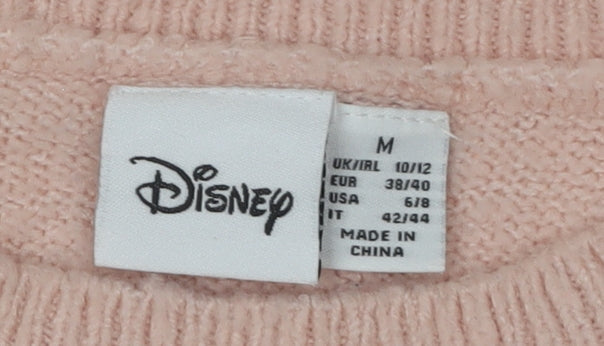 Disney
M
UK/IRL 10/12
EUR 38/40
USA 6/8
IT 42/44
MADE IN
CHINA